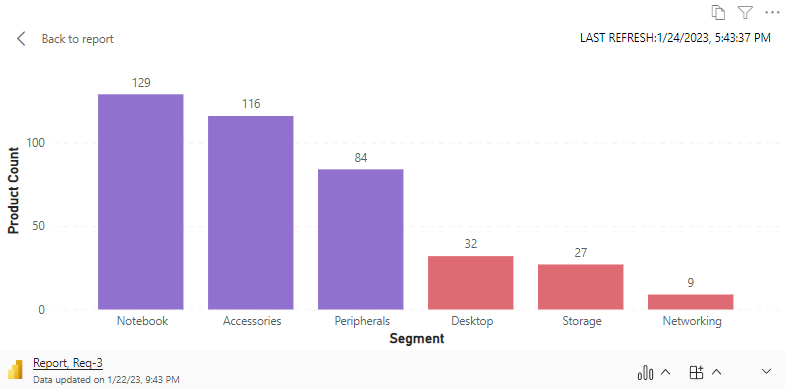 Back to report
LAST REFRESH:1/24/2023, 5:43:37 PM
Product Count
100
50
0
129
116
84
32
27
9
Notebook
Accessories
Peripherals
Desktop
Storage
Networking
Segment
Report, Req-3
Data updated on 1/22/23, 9:43 PM